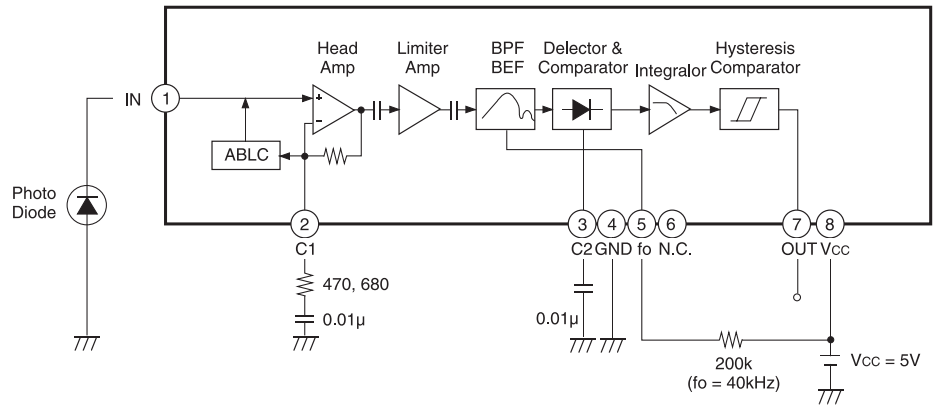 Head
Amp
Limiter
Amp
BPF
BEF
Delector &
Comparator
Integralor
Hysteresis
Comparator
IN
1
+
−
ABLC
Photo
Diode
2
3
4
5
6
7
8
C1
C2 GND fo N.C.
OUT Vcc
470, 680
0.01μ
0.01μ
200k
(fo = 40kHz)
Vcc = 5V